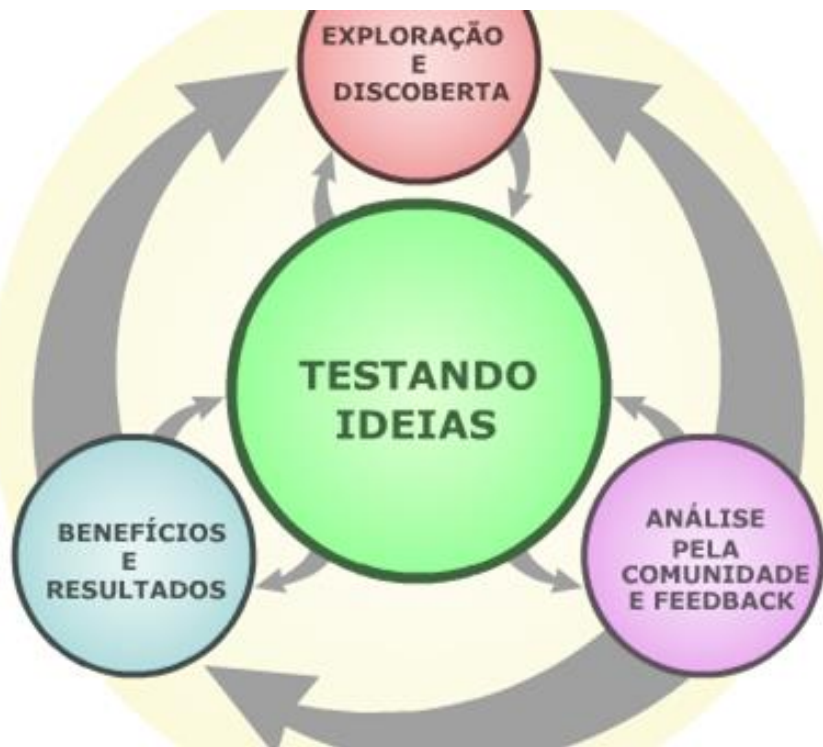 EXPLORAÇÃO
E
DISCOBERTA
TESTANDO
IDEIAS
BENEFÍCIOS
E
RESULTADOS
ANÁLISE
PELA
COMUNIDADE
E FEEDBACK